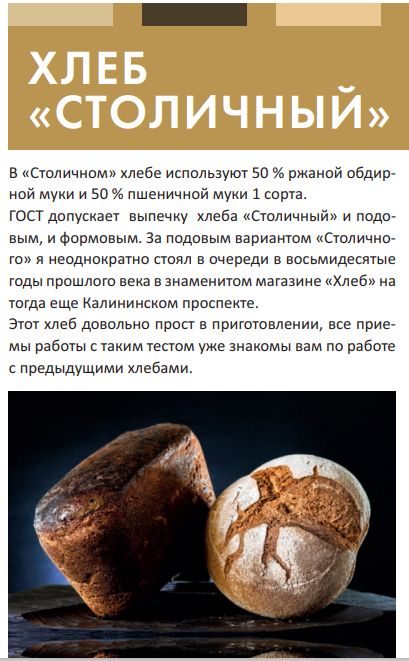 ХЛЕБ
«СТОЛИЧНЫЙ»
В «Столичном» хлебе используют 50 % ржаной обдир-
ной муки и 50 % пшеничной муки 1 сорта.
ГОСТ допускает выпечку хлеба «Столичный» и подо-
вым, и формовым. За подовым вариантом «Столично-
го» я неоднократно стоял в очереди в восьмидесятые
годы прошлого века в знаменитом магазине «Хлеб» на
тогда еще Калининском проспекте.
Этот хлеб довольно прост в приготовлении, все прие-
мы работы с таким тестом уже знакомы вам по работе
с предыдущими хлебами.